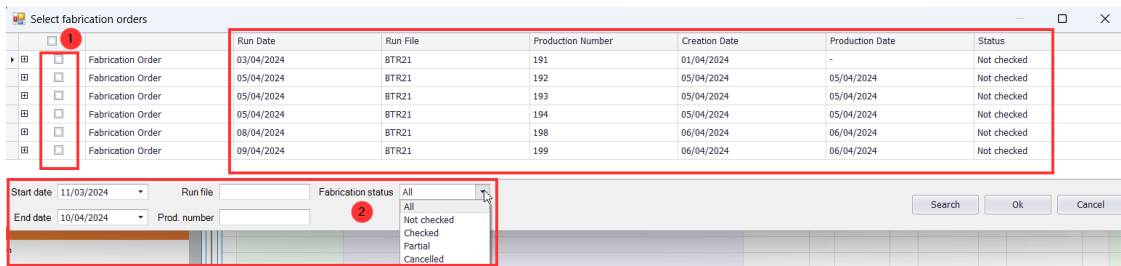 Select fabrication orders
1
Run Date Run File Production Number Creation Date Production Date Status
Fabrication Order 03/04/2024 BTR21 191 01/04/2024 - Not checked
Fabrication Order 05/04/2024 BTR21 192 05/04/2024 05/04/2024 Not checked
Fabrication Order 05/04/2024 BTR21 193 05/04/2024 05/04/2024 Not checked
Fabrication Order 05/04/2024 BTR21 194 05/04/2024 05/04/2024 Not checked
Fabrication Order 08/04/2024 BTR21 198 06/04/2024 06/04/2024 Not checked
Fabrication Order 09/04/2024 BTR21 199 06/04/2024 06/04/2024 Not checked
Start date 11/03/2024 Run file Fabrication status All
End date 10/04/2024 Prod. number 2
All
Not checked
Checked
Partial
Cancelled
Search Ok Cancel